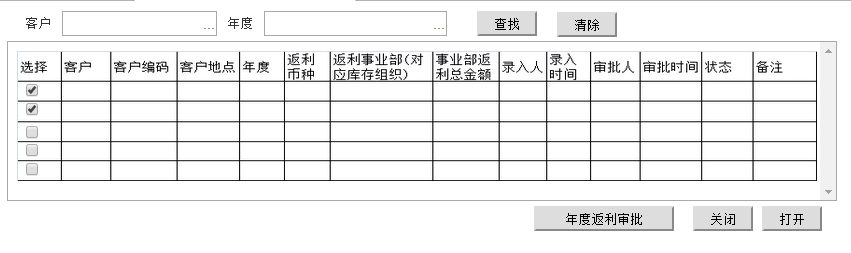 客户 ... 年度 ... 查找 清除
选择 客户 客户编码 客户地点 年度 返利币种 返利事业部(对应库存组织) 事业部返利总金额 录入人 录入时间 审批人 审批时间 状态 备注
年度返利审批 关闭 打开